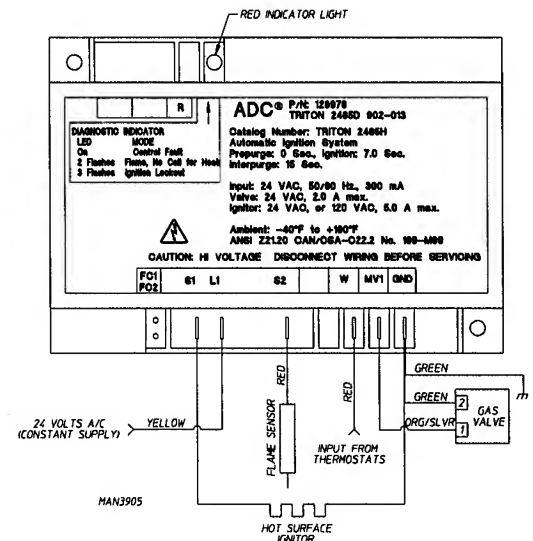 RED INDICATOR LIGHT
R
ADC® P/N: 128978
TRITON 2465D 902-013
DIAGNOSTIC INDICATOR
LED MODE
On Control Fault
2 Flashes Flame, No Call for Heat
3 Flashes Ignition Lockout
Catalog Number: TRITON 2465H
Automatic Ignition System
Prepurge: 0 Sec., Ignition: 7.0 Sec.
Interpurge: 15 Sec.
Input: 24 VAC, 50/60 Hz., 300 mA
Valve: 24 VAC, 2.0 A max.
Ignitor: 24 VAC, or 120 VAC, 5.0 A max.
Ambient: -40°F to
ANSI Z21.20 CAN/CSA-C22.2 No. 199-M99
CAUTION: HI VOLTAGE DISCONNECT WIRING BEFORE SERVICING
FC1
FC2
S1 L1 S2 W MV1 GND
GREEN
RED
RED
GREEN
24 VOLTS A/C
(CONSTANT SUPPLY)
YELLOW
FLAME SENSOR
INPUT FROM
THERMOSTATS
ORG/SLVR
2
1
GAS
VALVE
MAN3905
HOT SURFACE
IGNITOR